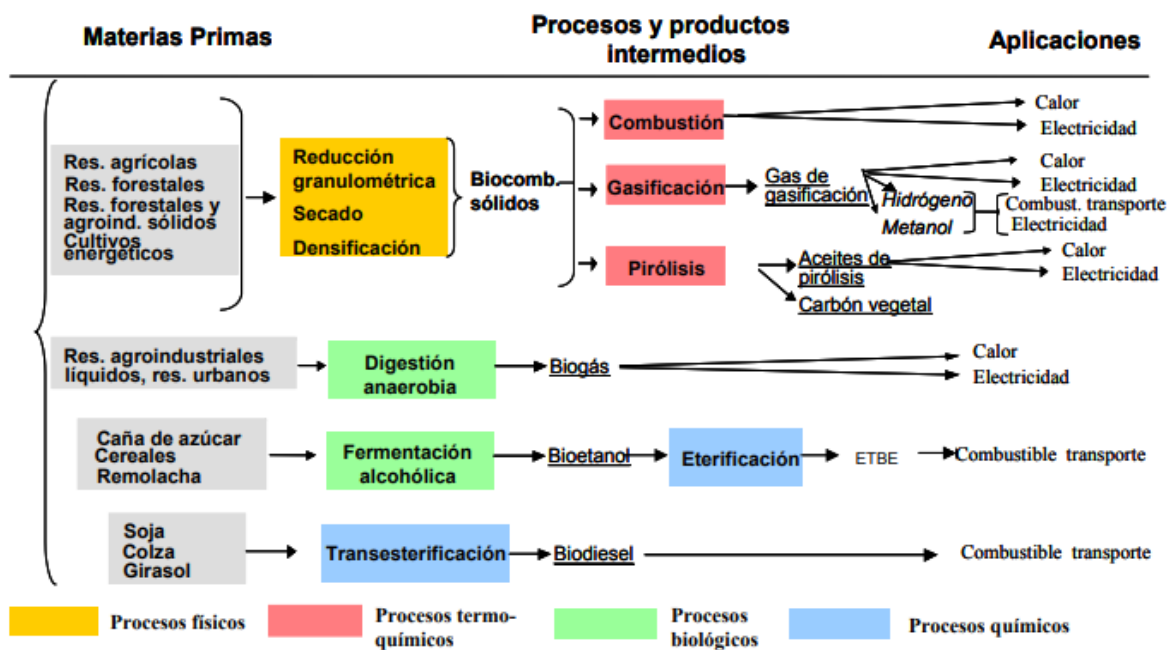 Materias Primas
Procesos y productos
intermedios
Aplicaciones
Res. agrícolas
Res. forestales
Res. forestales y
agroind. sólidos
Cultivos
energéticos
Reducción
granulométrica
Secado
Densificación
Biocomb.
sólidos
Combustión
Calor
Electricidad
Gasificación
Gas de
gasificación
Calor
Electricidad
Hidrógeno
Metanol
Combust. transporte
Electricidad
Pirólisis
Aceites de
pirólisis
Carbón vegetal
Calor
Electricidad
Res. agroindustriales
líquidos, res. urbanos
Digestión
anaerobia
Biogás
Calor
Electricidad
Caña de azúcar
Cereales
Remolacha
Fermentación
alcohólica
Bioetanol
Eterificación
ETBE
Combustible transporte
Soja
Colza
Girasol
Transesterificación
Biodiesel
Combustible transporte
Procesos físicos
Procesos termo-
químicos
Procesos
biológicos
Procesos químicos